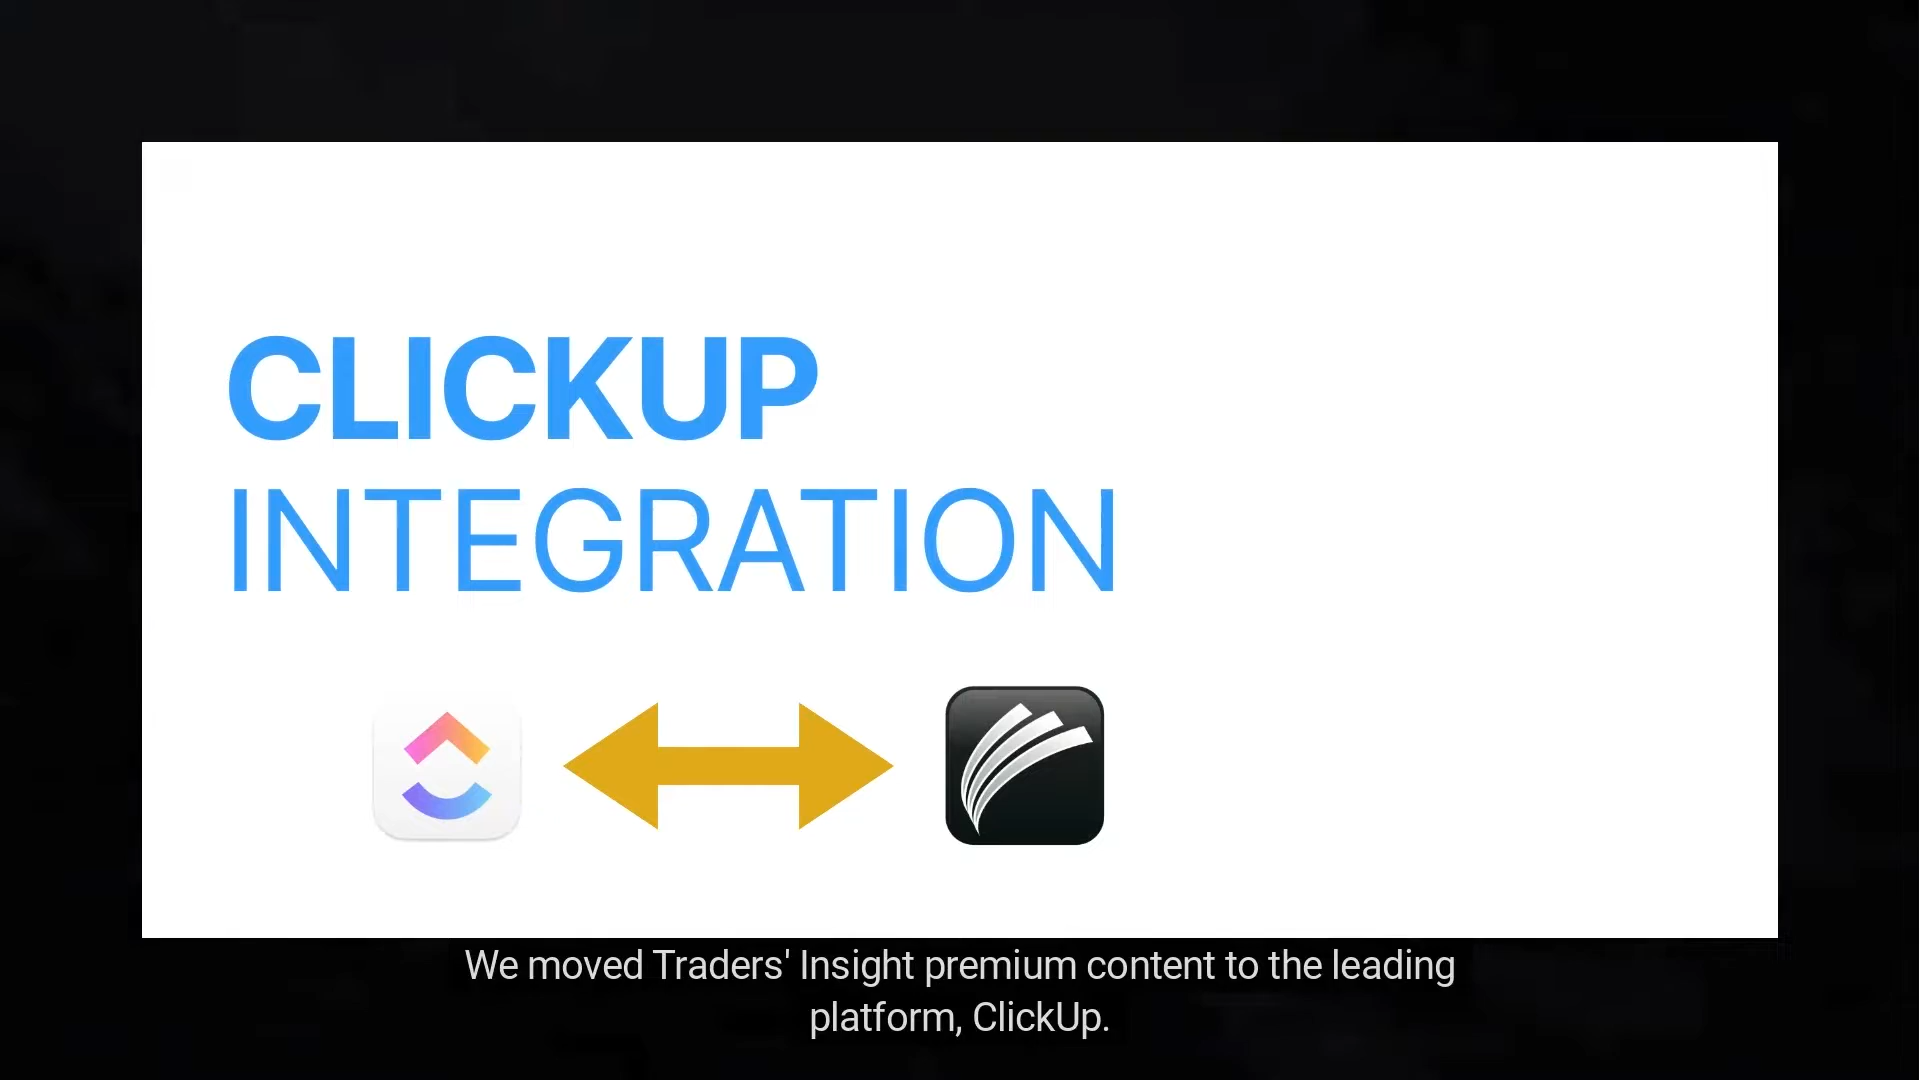 CLICKUP
INTEGRATION
We moved Traders' Insight premium content to the leading
platform, ClickUp.